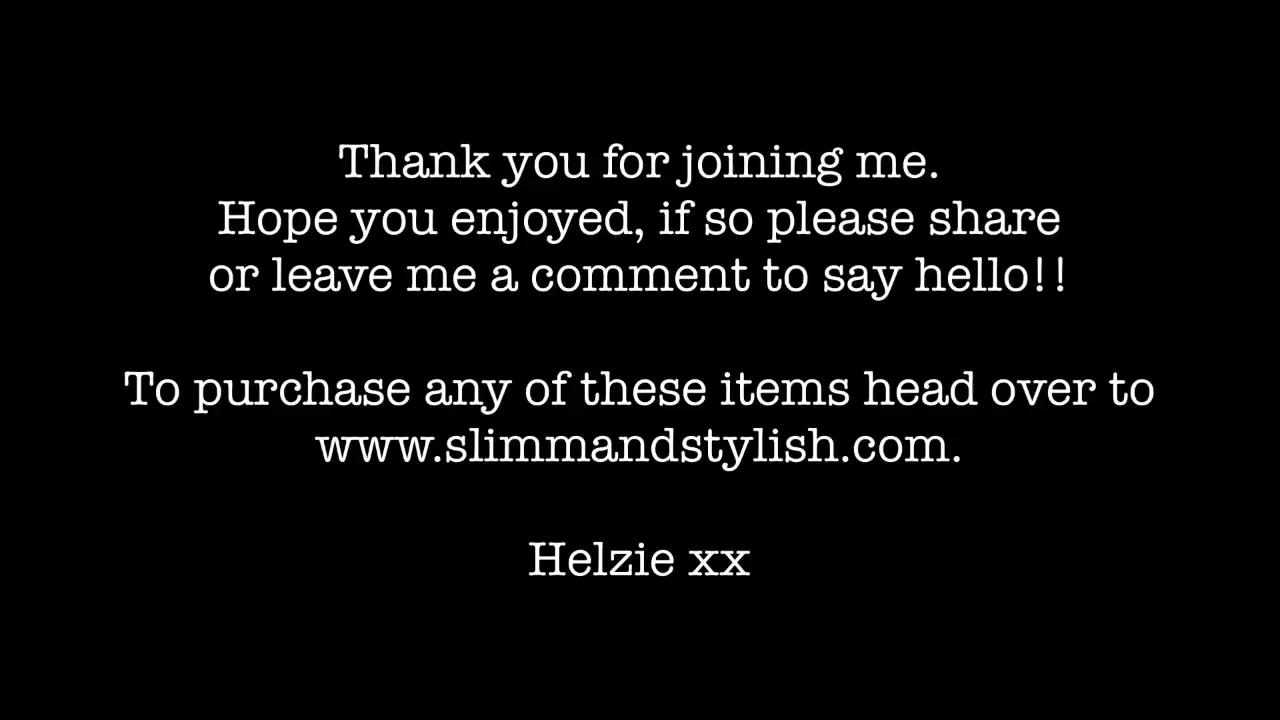 Thank you for joining me.
Hope you enjoyed, if so please share
or leave me a comment to say hello!!
To purchase any of these items head over to
www.slimmandstylish.com.
Helzie xx